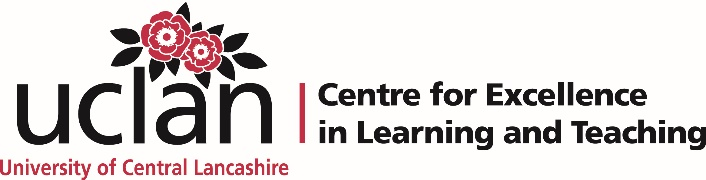 uclan
University of Central Lancashire
Centre for Excellence
in Learning and Teaching